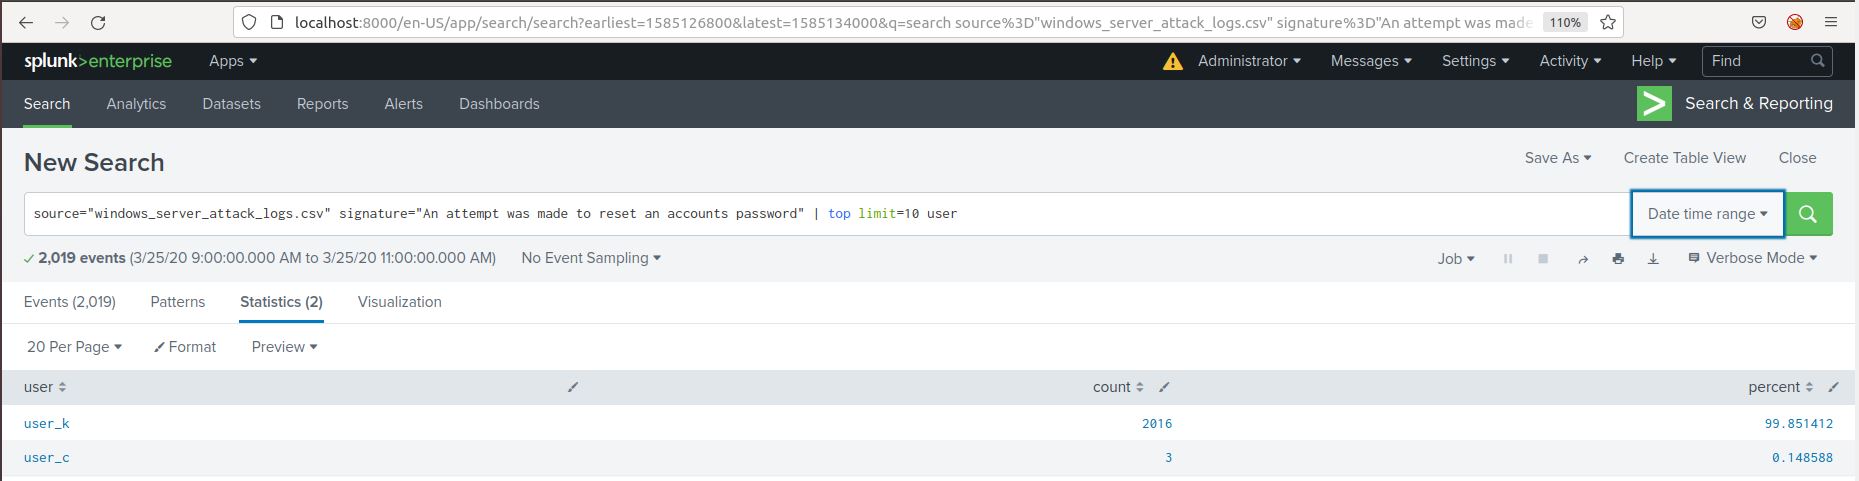 localhost:8000/en-US/app/search/search?earliest=1585126800&latest=1585134000&q=search source%3D"windows_server_attack_logs.csv" signature%3D"An attempt was made 110%
splunk>enterprise Apps Administrator Messages Settings Activity Help Find
Search Analytics Datasets Reports Alerts Dashboards > Search & Reporting
New Search Save As Create Table View Close
source="windows_server_attack_logs.csv" signature="An attempt was made to reset an accounts password" | top limit=10 user Date time range
2,019 events (3/25/20 9:00:00.000 AM to 3/25/20 11:00:00.000 AM) No Event Sampling Job Verbose Mode
Events (2,019) Patterns Statistics (2) Visualization
20 Per Page Format Preview
user count percent
user_k 2016 99.851412
user_c 3 0.148588